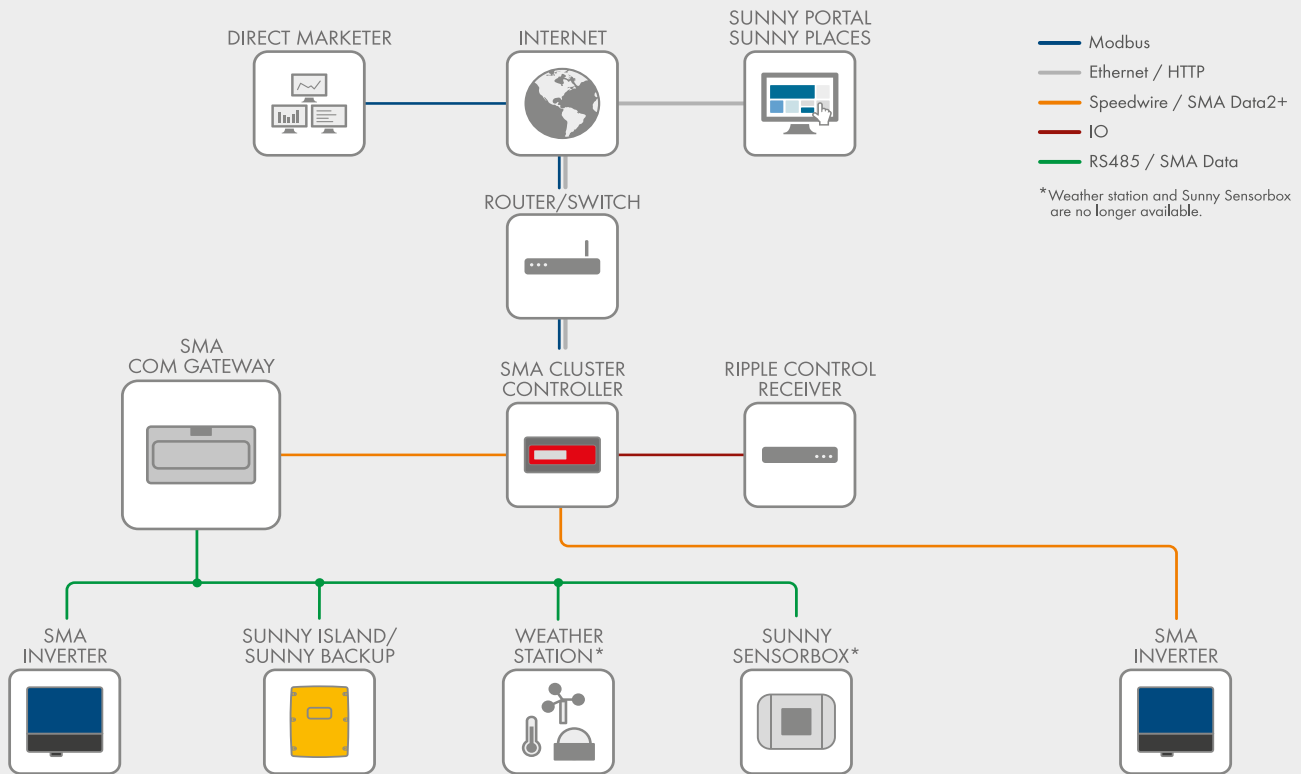 DIRECT MARKETER
INTERNET
SUNNY PORTAL
SUNNY PLACES
Modbus
Ethernet / HTTP
Speedwire / SMA Data2+
IO
RS485 / SMA Data
*Weather station and Sunny Sensorbox
are no longer available.
ROUTER/SWITCH
SMA
COM GATEWAY
SMA CLUSTER
CONTROLLER
RIPPLE CONTROL
RECEIVER
SMA
INVERTER
SUNNY ISLAND/
SUNNY BACKUP
WEATHER
STATION*
SUNNY
SENSORBOX*
SMA
INVERTER